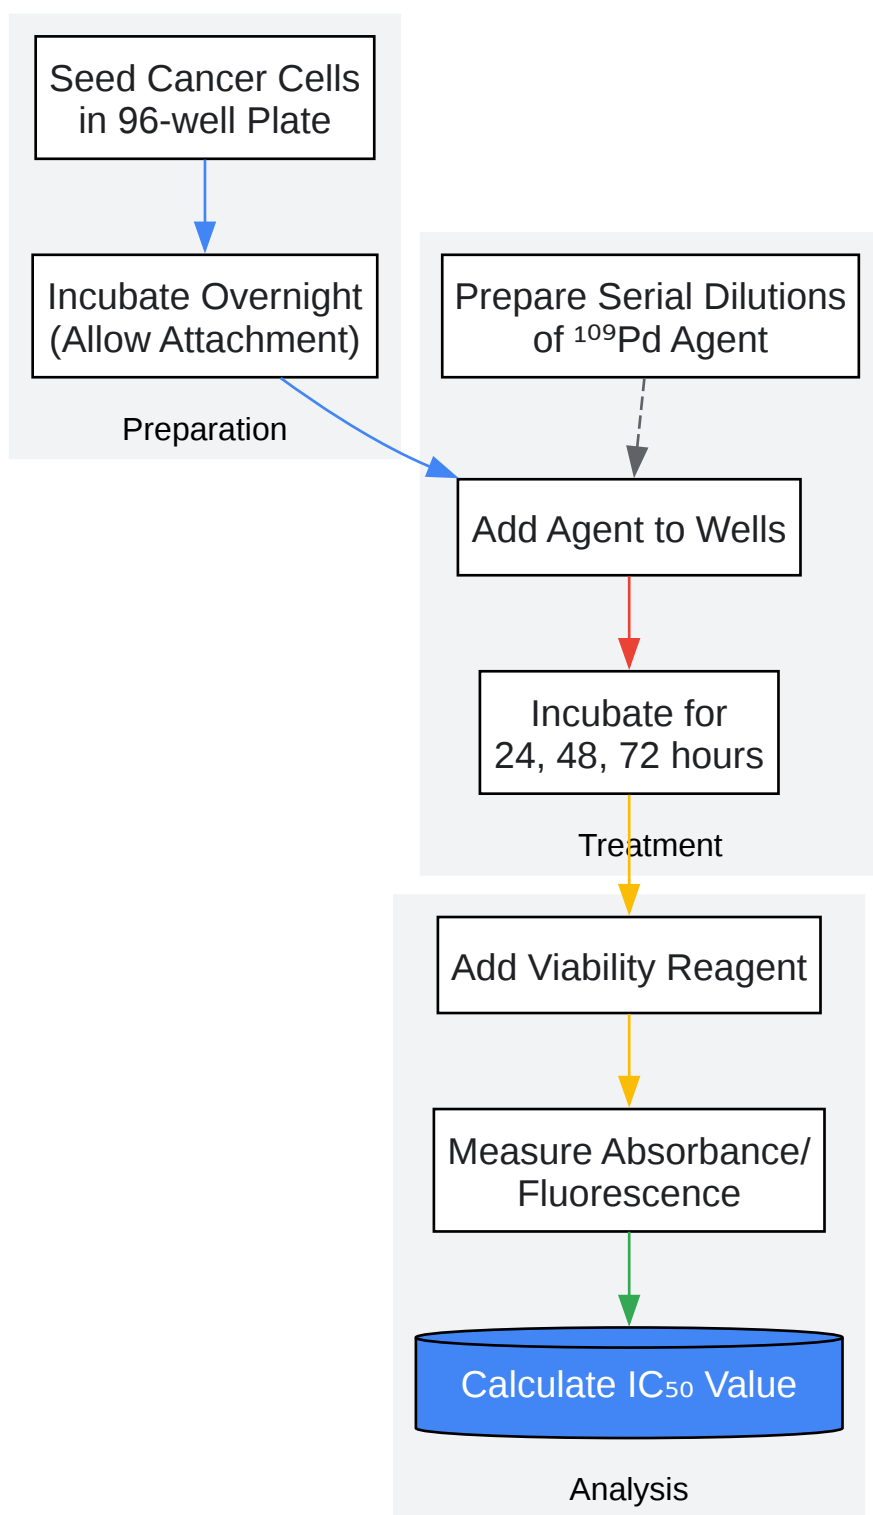 Seed Cancer Cells
in 96-well Plate
Incubate Overnight
(Allow Attachment)
Preparation
Prepare Serial Dilutions
of ¹⁰⁹Pd Agent
Add Agent to Wells
Incubate for
24, 48, 72 hours
Treatment
Add Viability Reagent
Measure Absorbance/
Fluorescence
Calculate IC₅₀ Value
Analysis